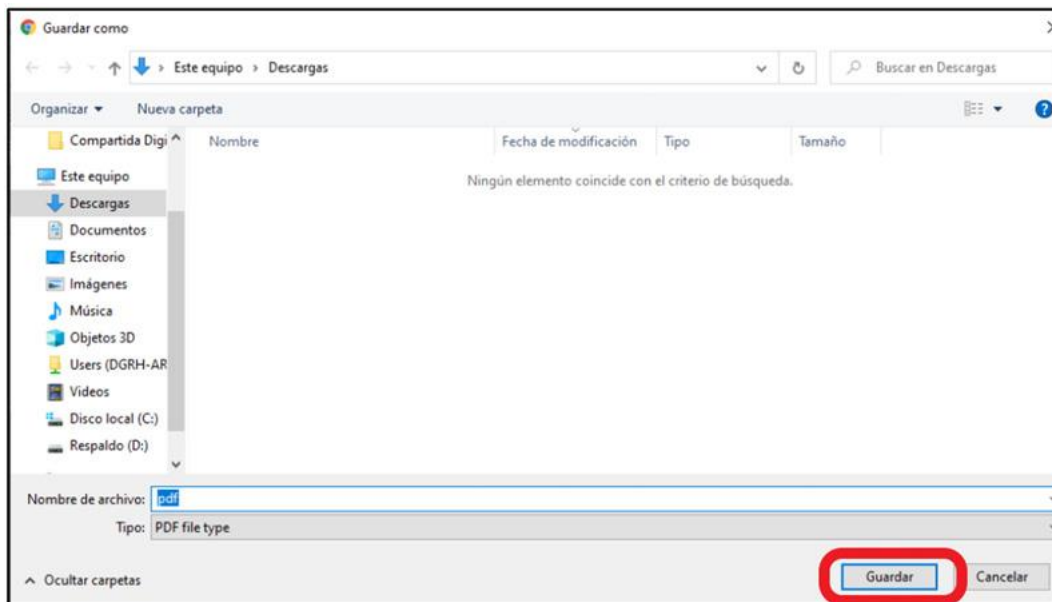 Guardar como
Este equipo > Descargas
Buscar en Descargas
Organizar
Nueva carpeta
?
Nombre
Fecha de modificación
Tipo
Tamaño
Ningún elemento coincide con el criterio de búsqueda.
Compartida Digi
Este equipo
Descargas
Documentos
Escritorio
Imágenes
Música
Objetos 3D
Users (DGRH-AR
Videos
Disco local (C:)
Respaldo (D:)
Nombre de archivo: pdf
Tipo: PDF file type
Ocultar carpetas
Guardar
Cancelar